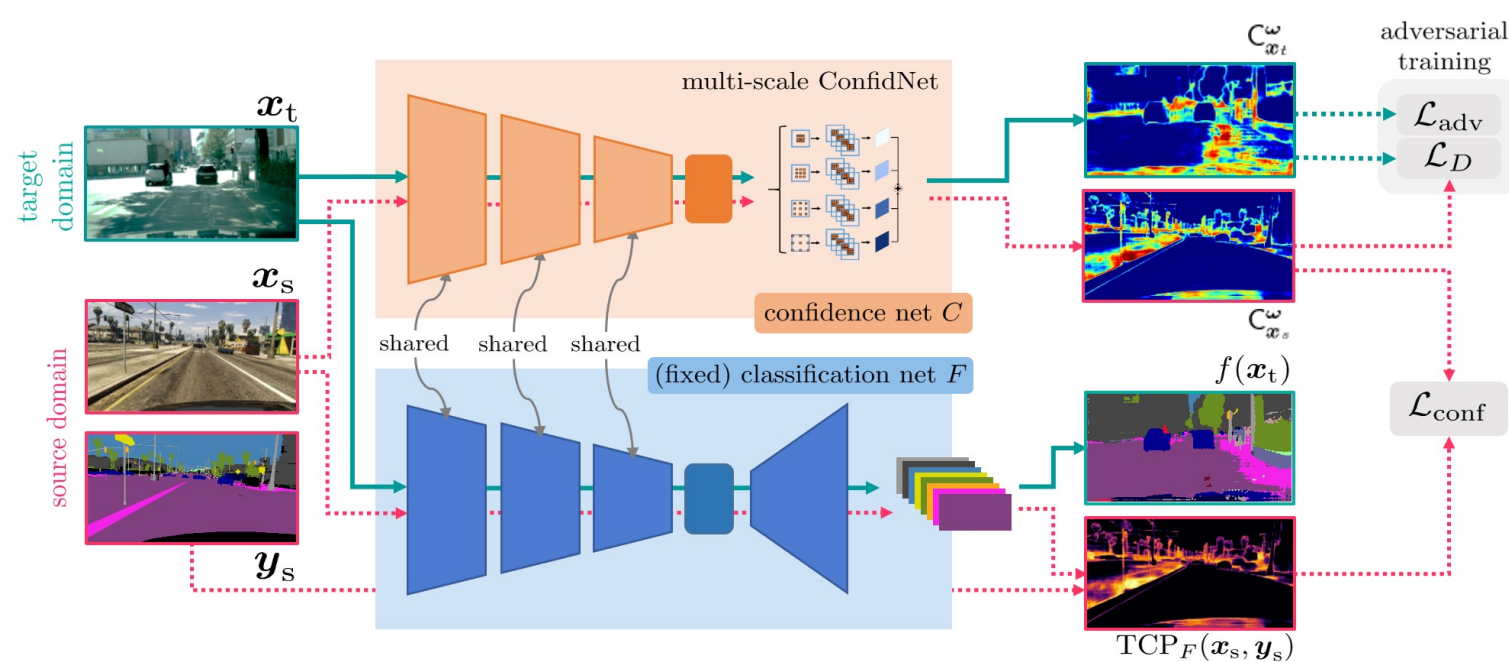 multi-scale ConfidNet
C^ω_{x_t}
adversarial
training
L_adv
L_D
target
domain
x_t
x_s
source domain
y_s
confidence net C
shared
shared
shared
(fixed) classification net F
C^ω_{x_s}
f(x_t)
L_conf
TCP_F(x_s, y_s)